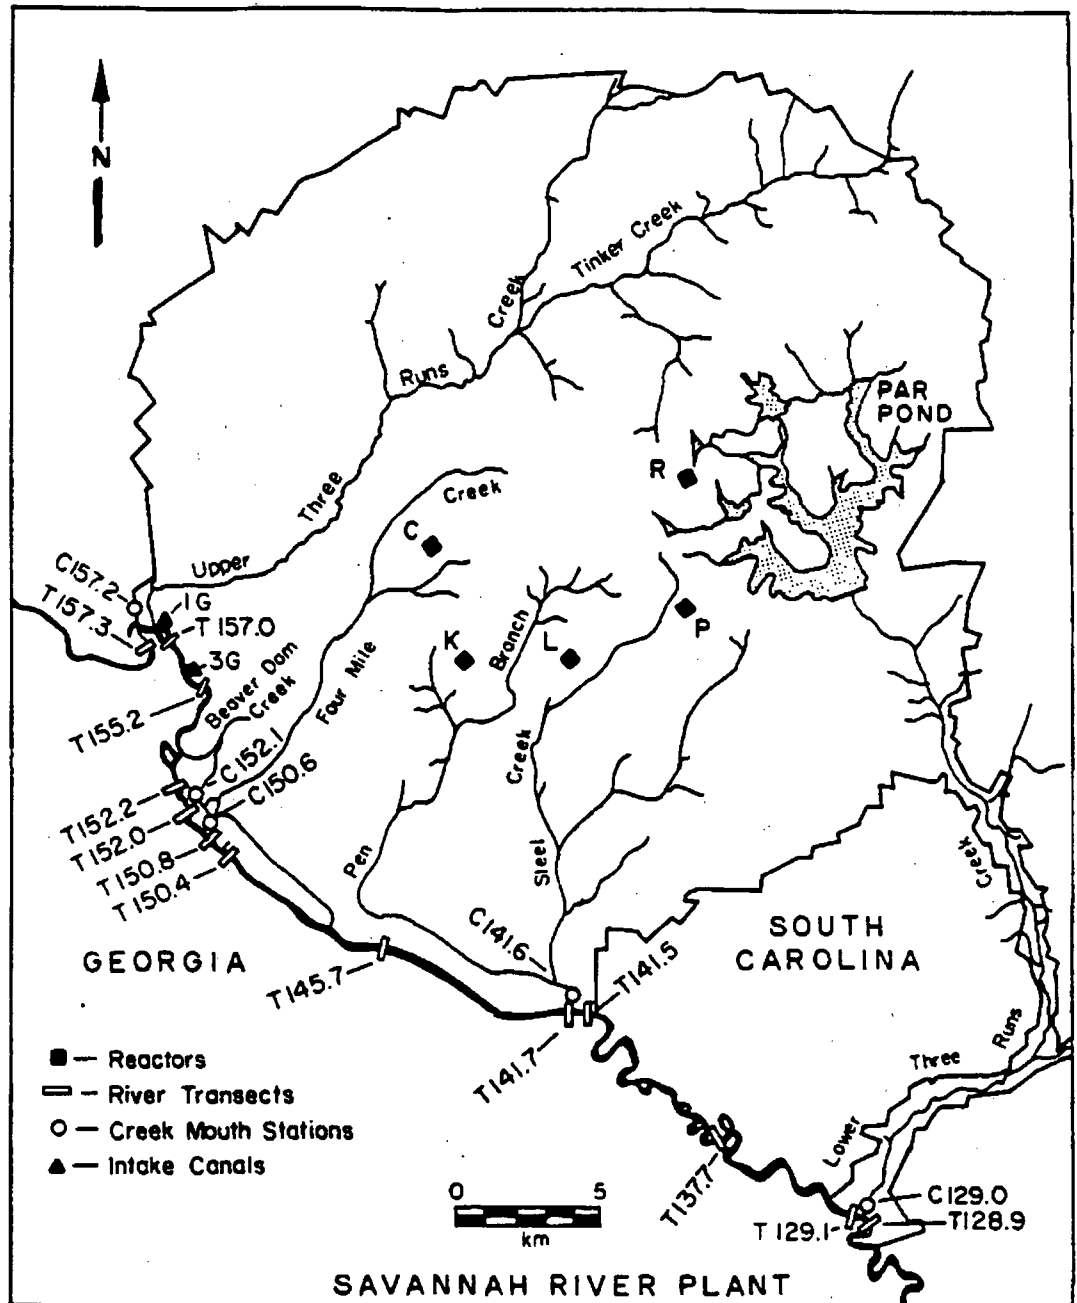 N
Tinker Creek
Creek
Runs
Three
Upper
PAR
POND
R
Creek
C
C157.2
T157.3
1G
T 157.0
3G
Beaver Dam
Creek
T155.2
Four Mile
K
Branch
L
P
C152.1
C150.6
T152.2
T152.0
T150.8
T150.4
Pen
Creek
Steel
C141.6
T141.5
GEORGIA
T145.7
SOUTH
CAROLINA
Creek
Runs
Three
Lower
T141.7
T137.7
C129.0
T 129.1
T128.9
— Reactors
— River Transects
— Creek Mouth Stations
— Intake Canals
0 5
km
SAVANNAH RIVER PLANT